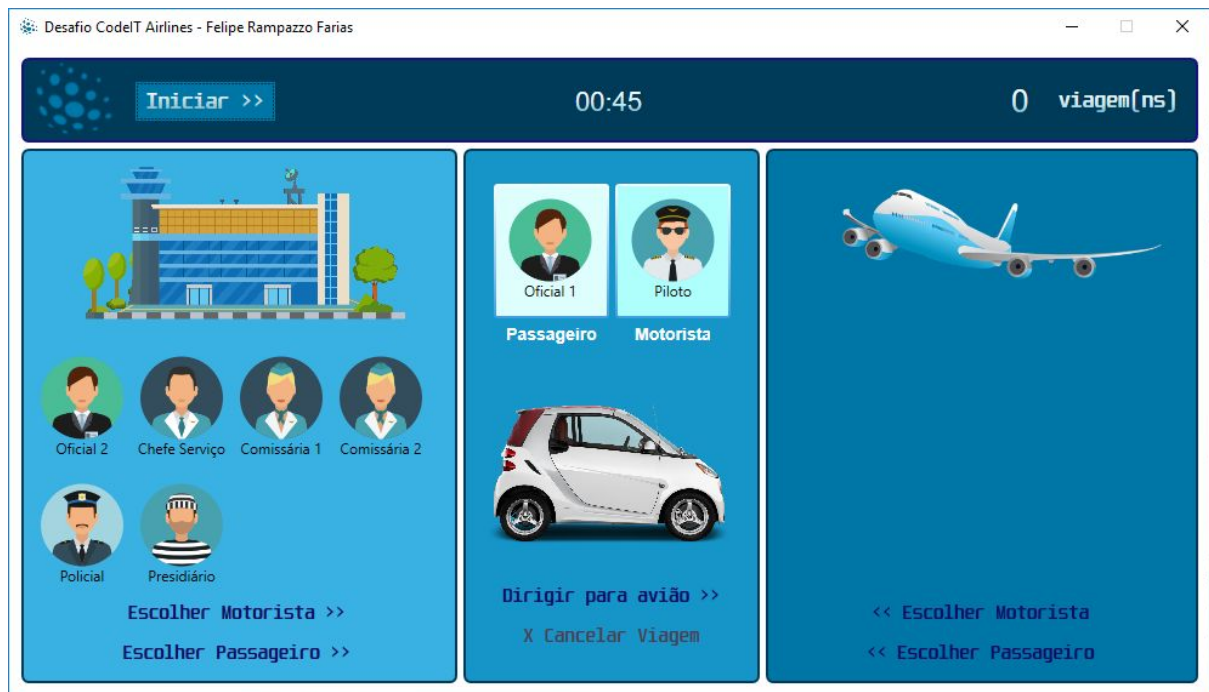 Desafio CodeIT Airlines - Felipe Rampazzo Farias
Iniciar >>
00:45
0 viagem(ns)
Oficial 2
Chefe Serviço
Comissária 1
Comissária 2
Policial
Presidiário
Escolher Motorista >>
Escolher Passageiro >>
Oficial 1
Piloto
Passageiro
Motorista
Dirigir para avião >>
X Cancelar Viagem
<< Escolher Motorista
<< Escolher Passageiro